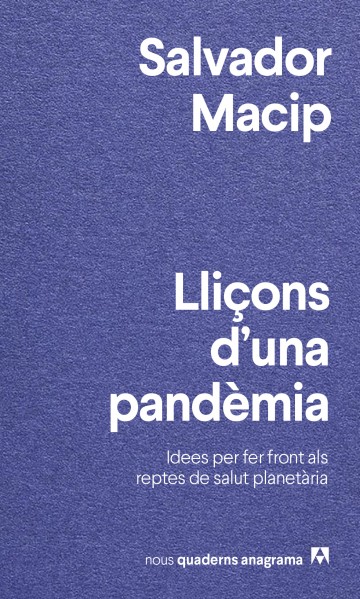 Salvador
Macip
Lliçons
d’una
pandèmia
Idees per fer front als
reptes de salut planetària
nous quaderns anagrama